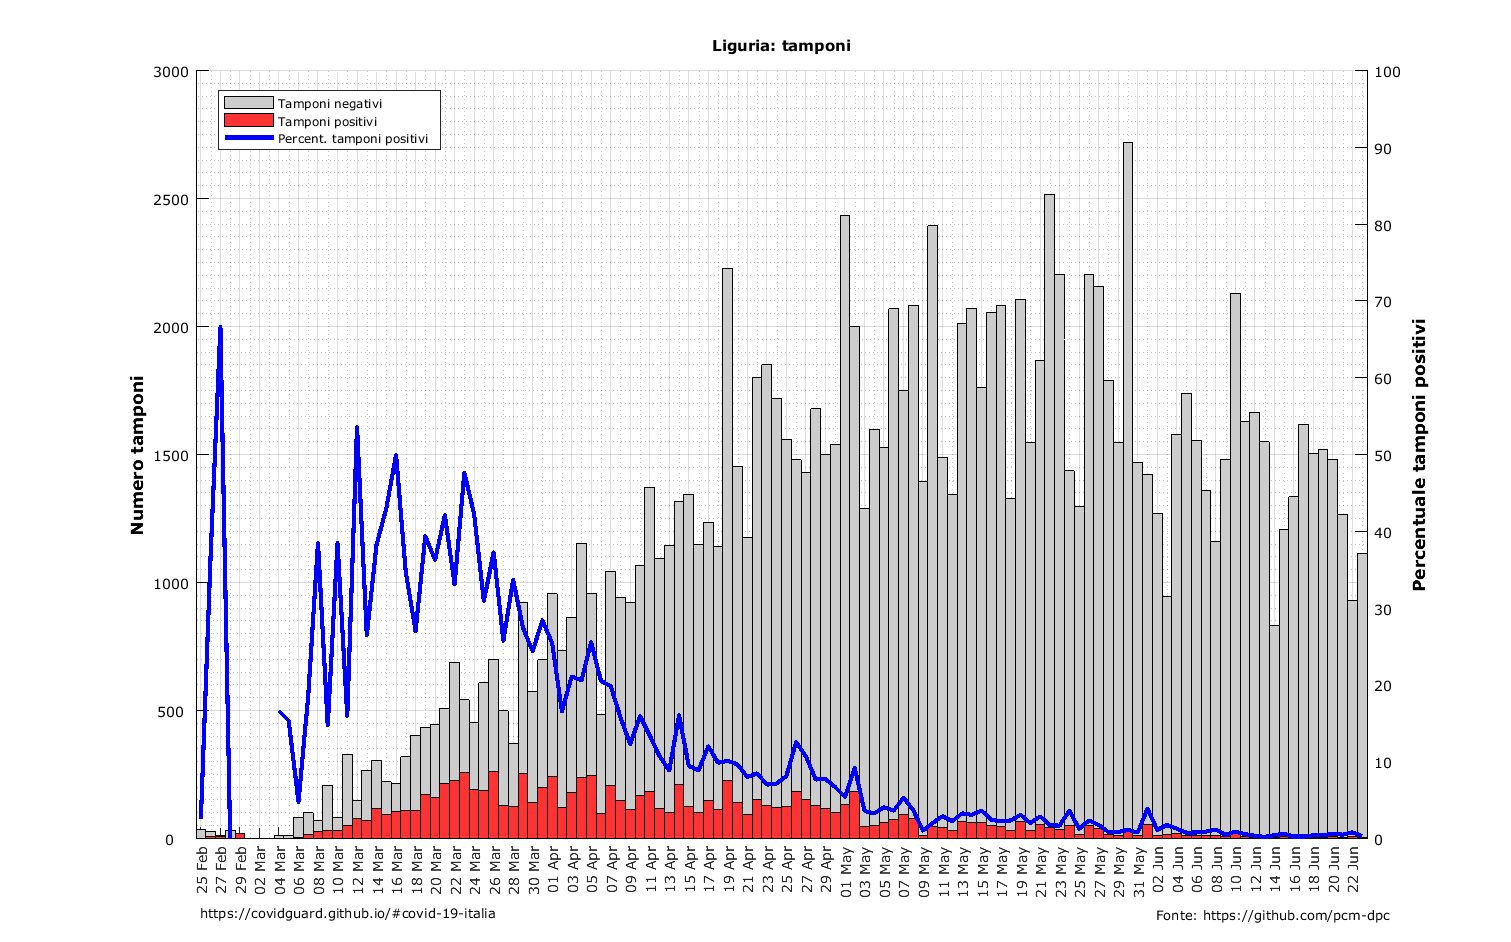 Liguria: tamponi
3000
2500
2000
1500
1000
500
0
Numero tamponi
Tamponi negativi
Tamponi positivi
Percent. tamponi positivi
100
90
80
70
60
50
40
30
20
10
0
Percentuale tamponi positivi
25 Feb
27 Feb
29 Feb
02 Mar
04 Mar
06 Mar
08 Mar
10 Mar
12 Mar
14 Mar
16 Mar
18 Mar
20 Mar
22 Mar
24 Mar
26 Mar
28 Mar
30 Mar
01 Apr
03 Apr
05 Apr
07 Apr
09 Apr
11 Apr
13 Apr
15 Apr
17 Apr
19 Apr
21 Apr
23 Apr
25 Apr
27 Apr
29 Apr
01 May
03 May
05 May
07 May
09 May
11 May
13 May
15 May
17 May
19 May
21 May
23 May
25 May
27 May
29 May
31 May
02 Jun
04 Jun
06 Jun
08 Jun
10 Jun
12 Jun
14 Jun
16 Jun
18 Jun
20 Jun
22 Jun
https://covidguard.github.io/#covid-19-italia
Fonte: https://github.com/pcm-dpc